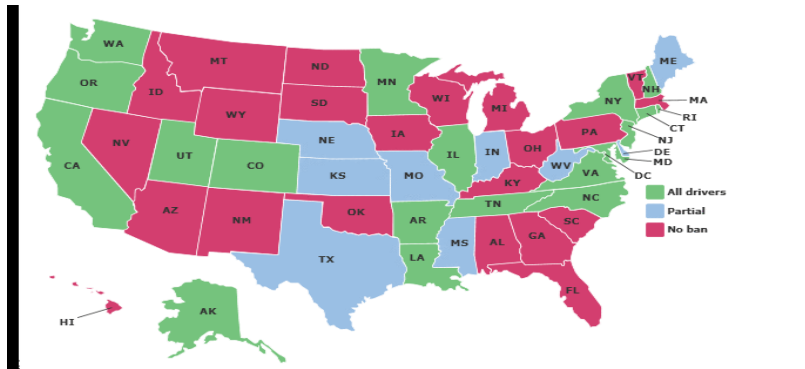 WA
OR
ID
MT
ND
MN
SD
WY
WI
MI
NY
VT
NH
ME
MA
RI
CT
NJ
DE
MD
DC
PA
CA
NV
UT
CO
NE
KS
IA
MO
IL
IN
OH
WV
VA
KY
TN
NC
SC
AZ
NM
OK
TX
AR
LA
MS
AL
GA
FL
HI
AK
All drivers
Partial
No ban